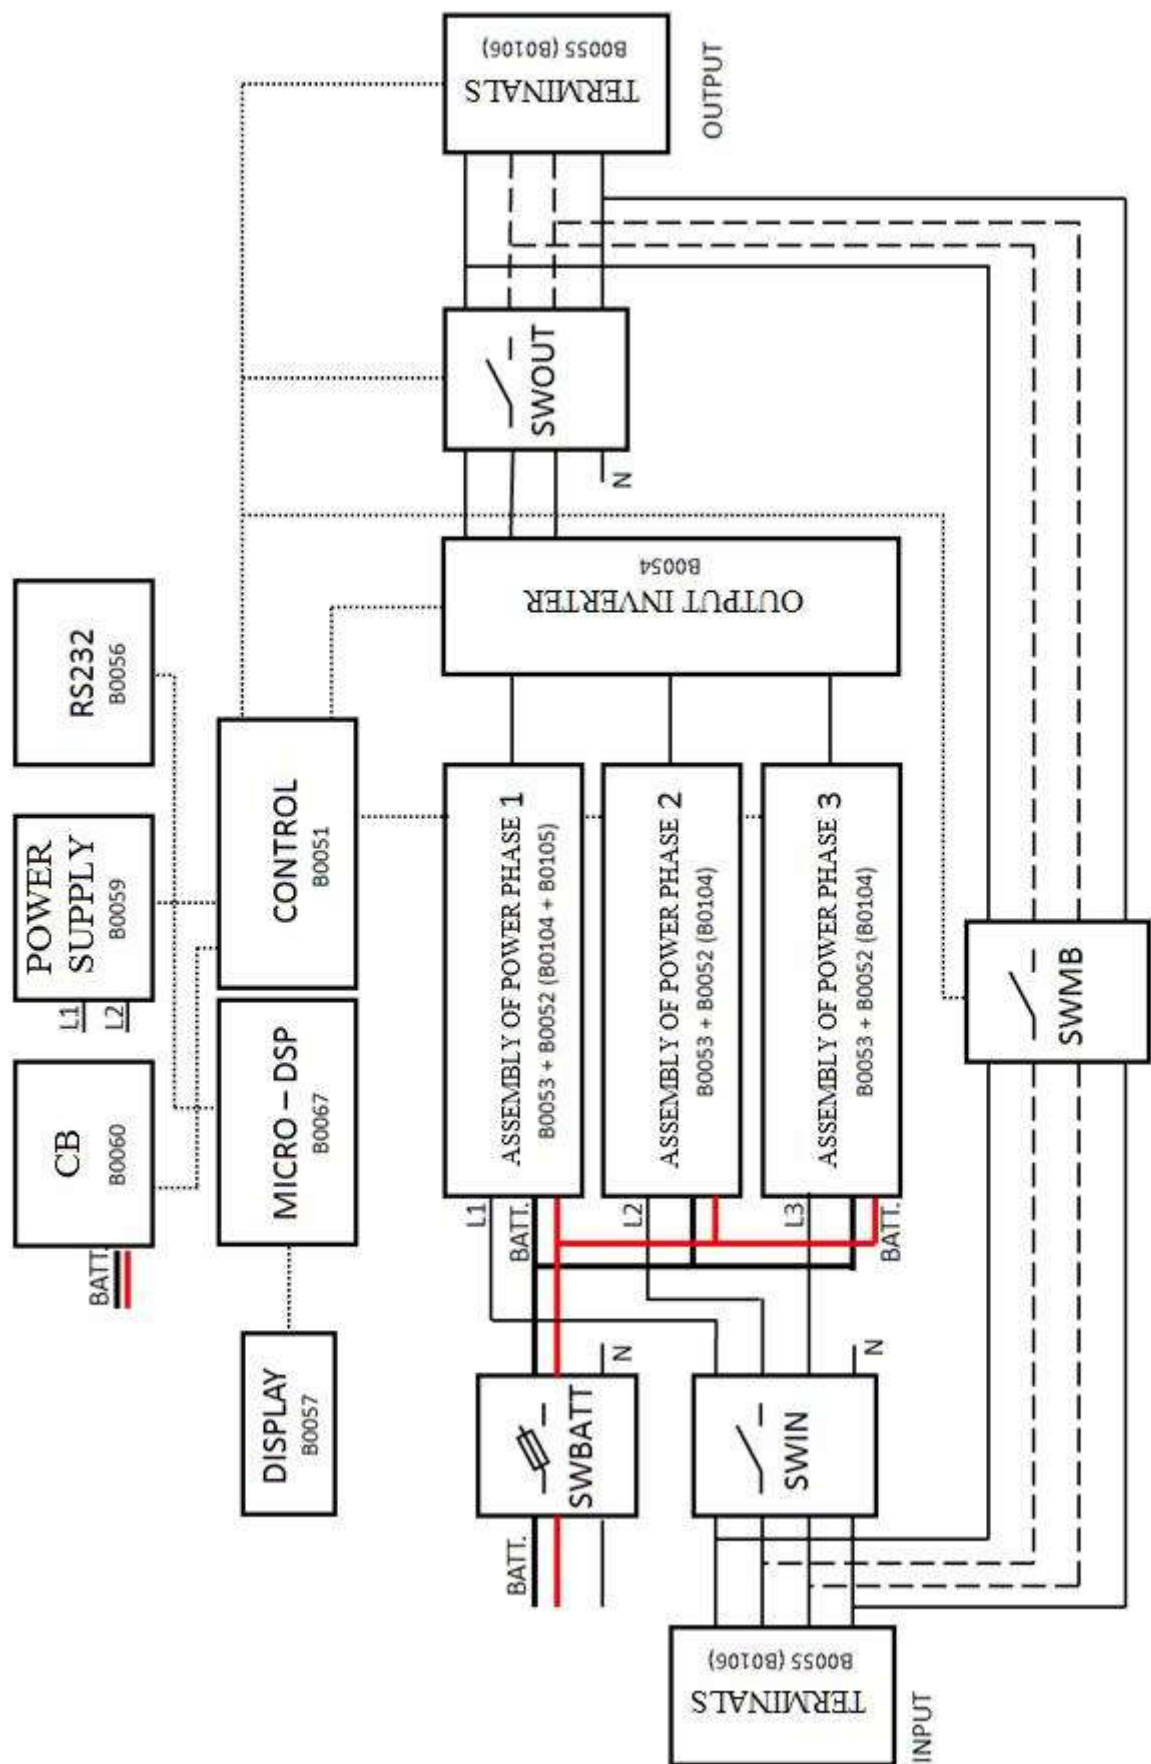 CB
B0060
BATT.
POWER
SUPPLY
B0059
L1
L2
RS232
B0056
DISPLAY
B0057
MICRO – DSP
B0067
CONTROL
B0051
BATT.
SWBATT
N
L1
BATT.
ASSEMBLY OF POWER PHASE 1
B0053 + B0052 (B0104 + B0105)
L2
ASSEMBLY OF POWER PHASE 2
B0053 + B0052 (B0104)
L3
BATT.
ASSEMBLY OF POWER PHASE 3
B0053 + B0052 (B0104)
OUTPUT INVERTER
B0054
SWOUT
N
TERMINALS
B0055 (B0106)
OUTPUT
TERMINALS
B0055 (B0106)
INPUT
SWIN
N
SWMB